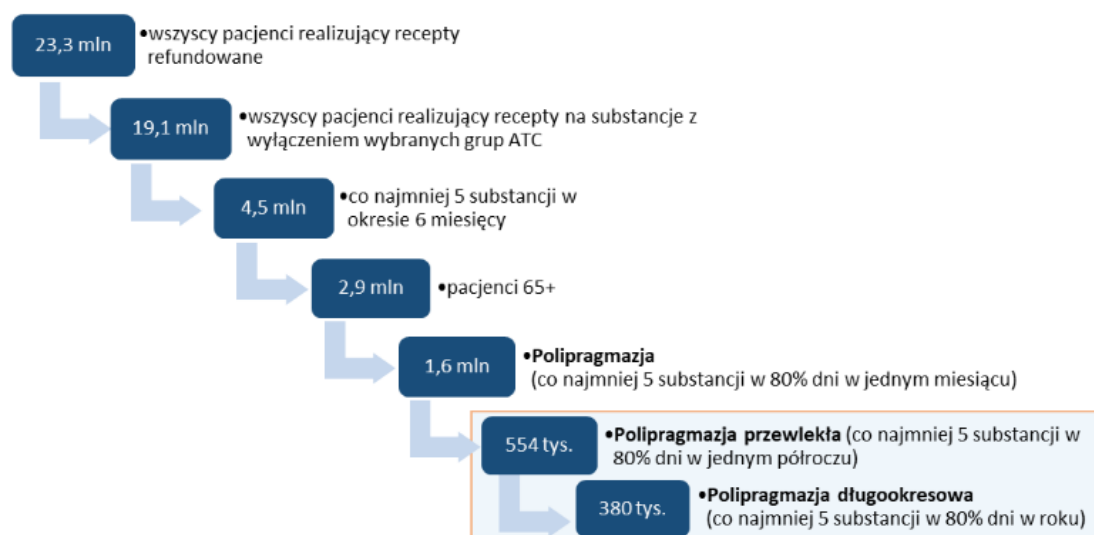 23,3 mln
•wszyscy pacjenci realizujący recepty
refundowane
19,1 mln
•wszyscy pacjenci realizujący recepty na substancje z
wyłączeniem wybranych grup ATC
4,5 mln
•co najmniej 5 substancji w
okresie 6 miesięcy
2,9 mln
•pacjenci 65+
1,6 mln
•Polipragmazja
(co najmniej 5 substancji w 80% dni w jednym miesiącu)
554 tys.
•Polipragmazja przewlekła (co najmniej 5 substancji w
80% dni w jednym półroczu)
380 tys.
•Polipragmazja długookresowa
(co najmniej 5 substancji w 80% dni w roku)